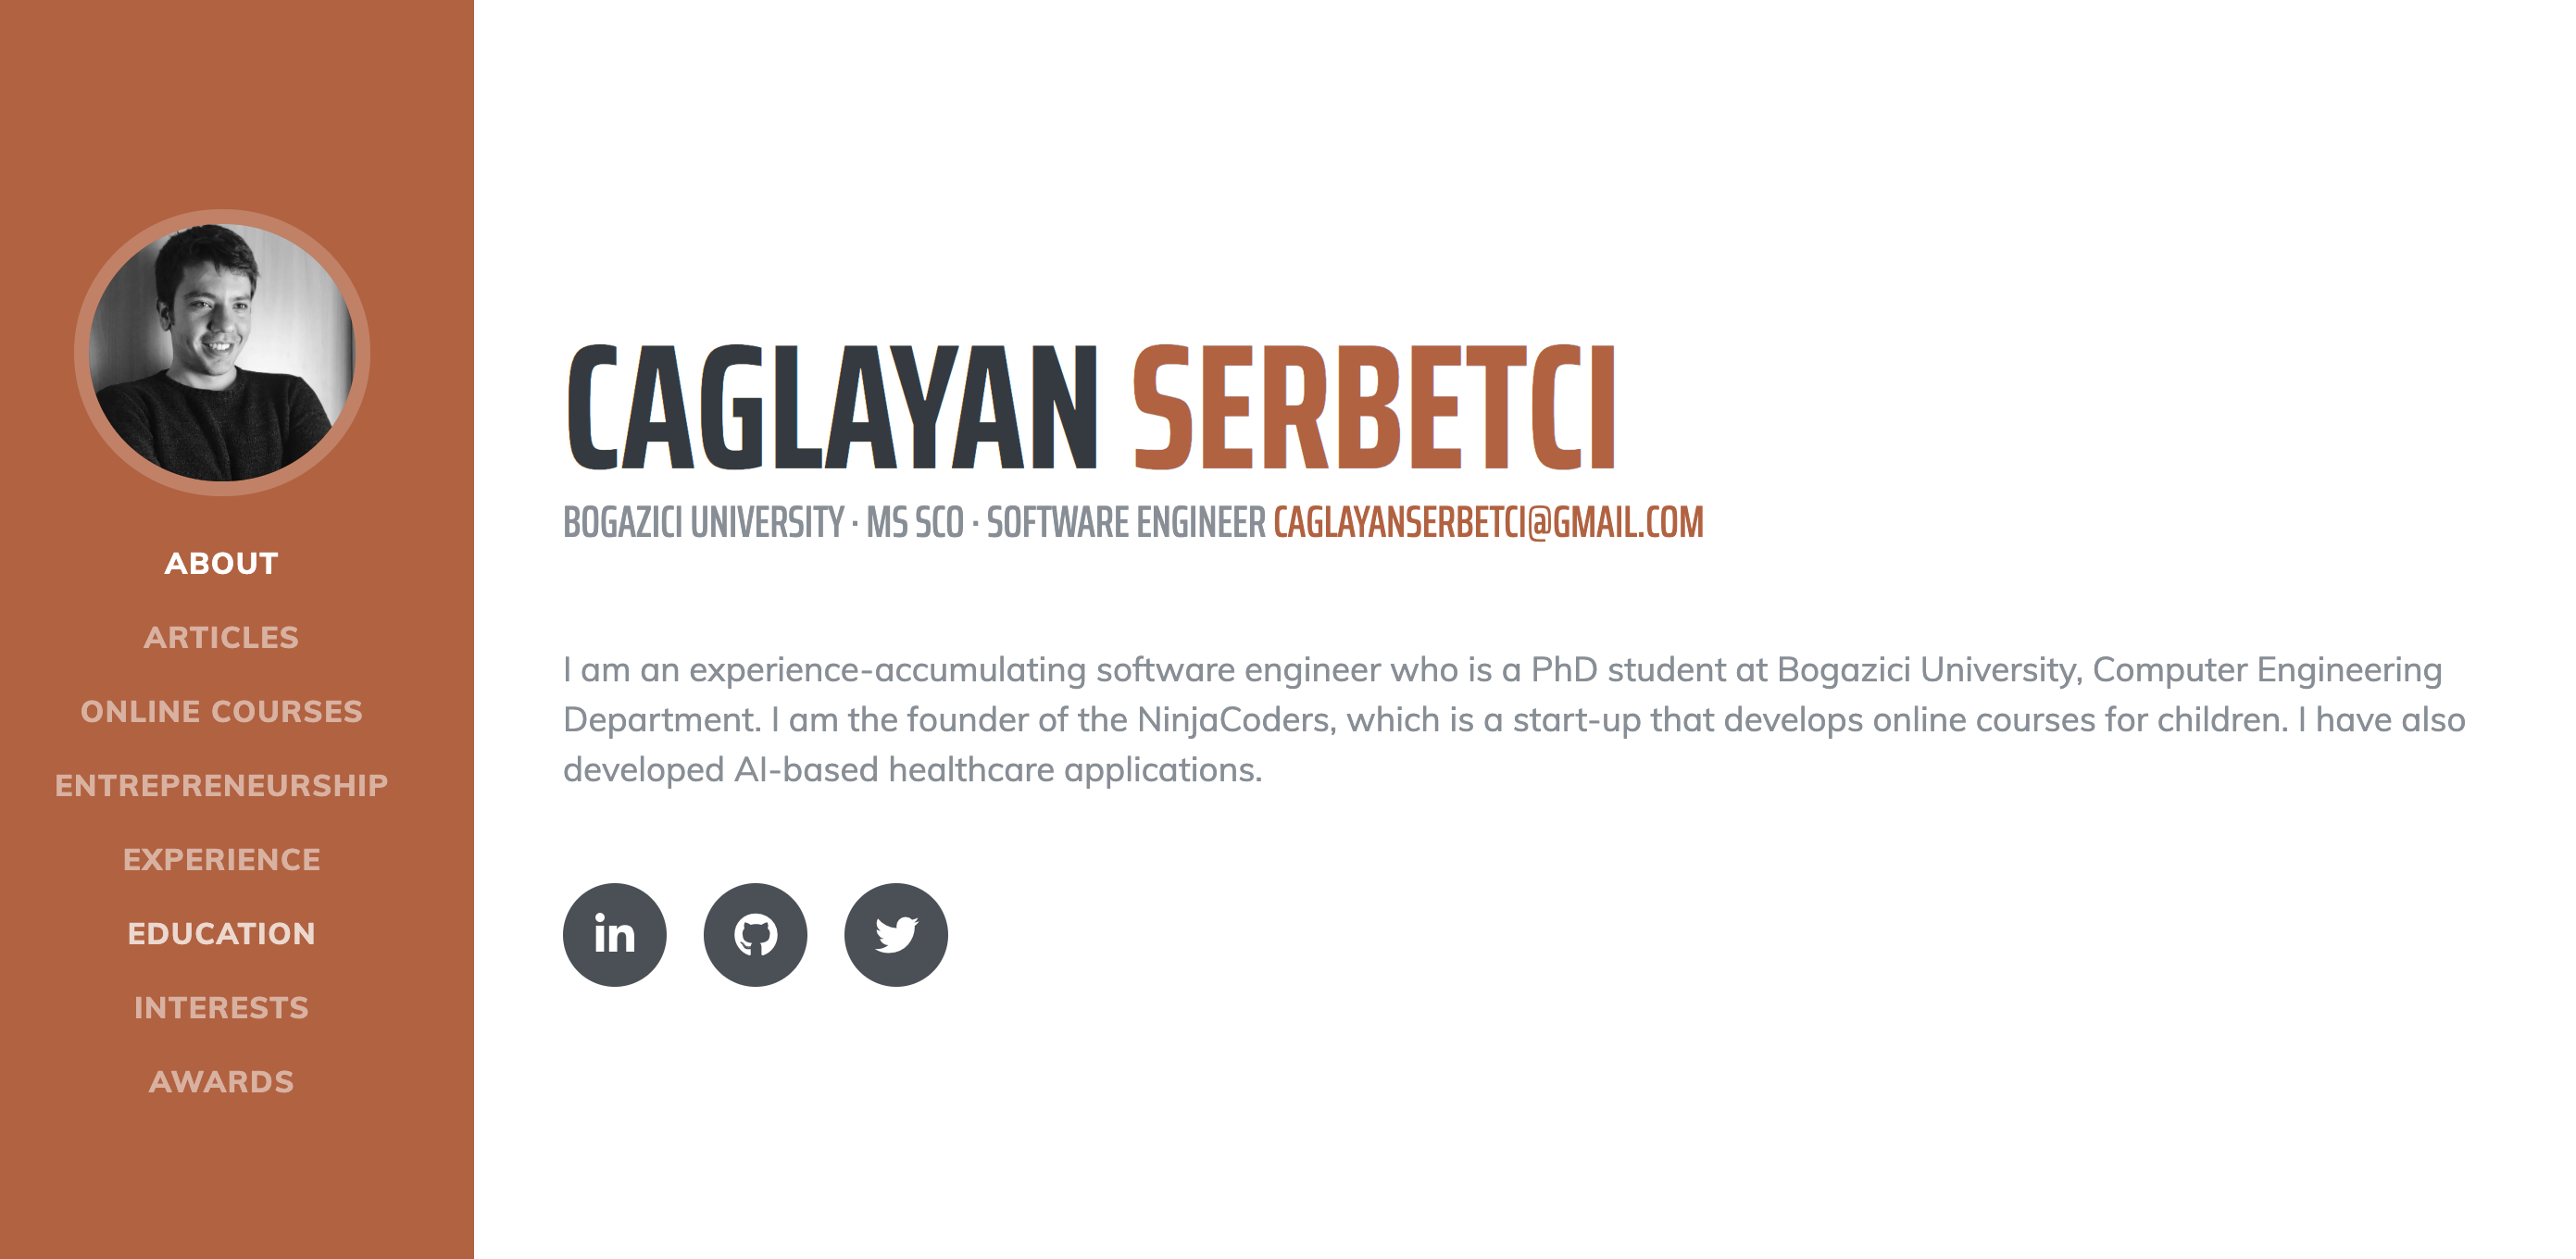 ABOUT
ARTICLES
ONLINE COURSES
ENTREPRENEURSHIP
EXPERIENCE
EDUCATION
INTERESTS
AWARDS
CAGLAYAN SERBETCI
BOGAZICI UNIVERSITY · MS SCO · SOFTWARE ENGINEER CAGLAYANSERBETCI@GMAIL.COM
I am an experience-accumulating software engineer who is a PhD student at Bogazici University, Computer Engineering
Department. I am the founder of the NinjaCoders, which is a start-up that develops online courses for children. I have also
developed AI-based healthcare applications.
in